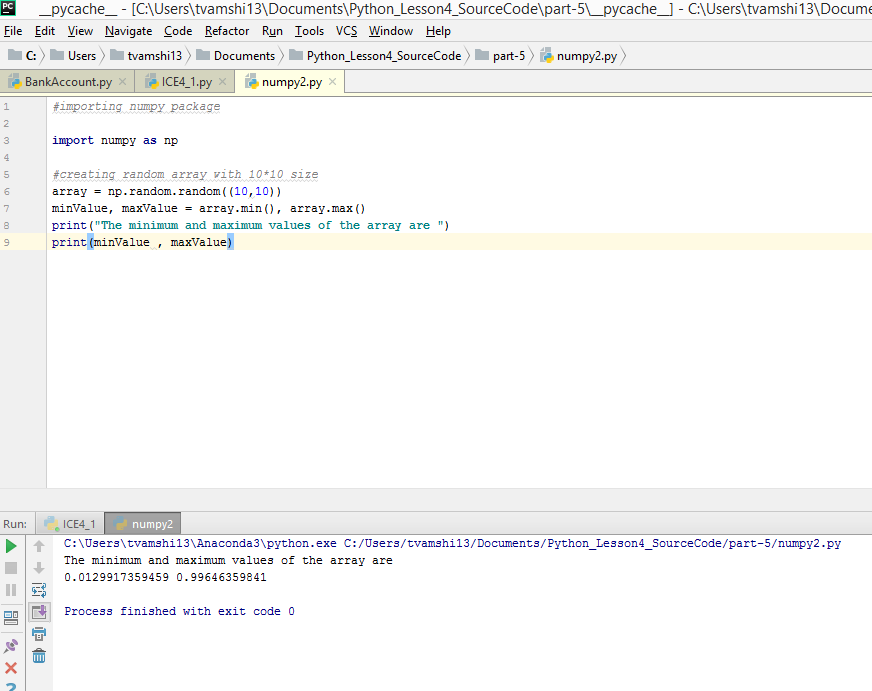 PC __pycache__ - [C:\Users\tvamshi13\Documents\Python_Lesson4_SourceCode\part-5\__pycache__] - C:\Users\tvamshi13\Docume
File Edit View Navigate Code Refactor Run Tools VCS Window Help
C: Users tvamshi13 Documents Python_Lesson4_SourceCode part-5 numpy2.py
BankAccount.py ICE4_1.py numpy2.py
1 #importing numpy package
2
3 import numpy as np
4
5 #creating random array with 10*10 size
6 array = np.random.random((10,10))
7 minValue, maxValue = array.min(), array.max()
8 print("The minimum and maximum values of the array are ")
9 print(minValue , maxValue)
Run: ICE4_1 numpy2
C:\Users\tvamshi13\Anaconda3\python.exe C:/Users/tvamshi13/Documents/Python_Lesson4_SourceCode/part-5/numpy2.py
The minimum and maximum values of the array are
0.0129917359459 0.99646359841
Process finished with exit code 0